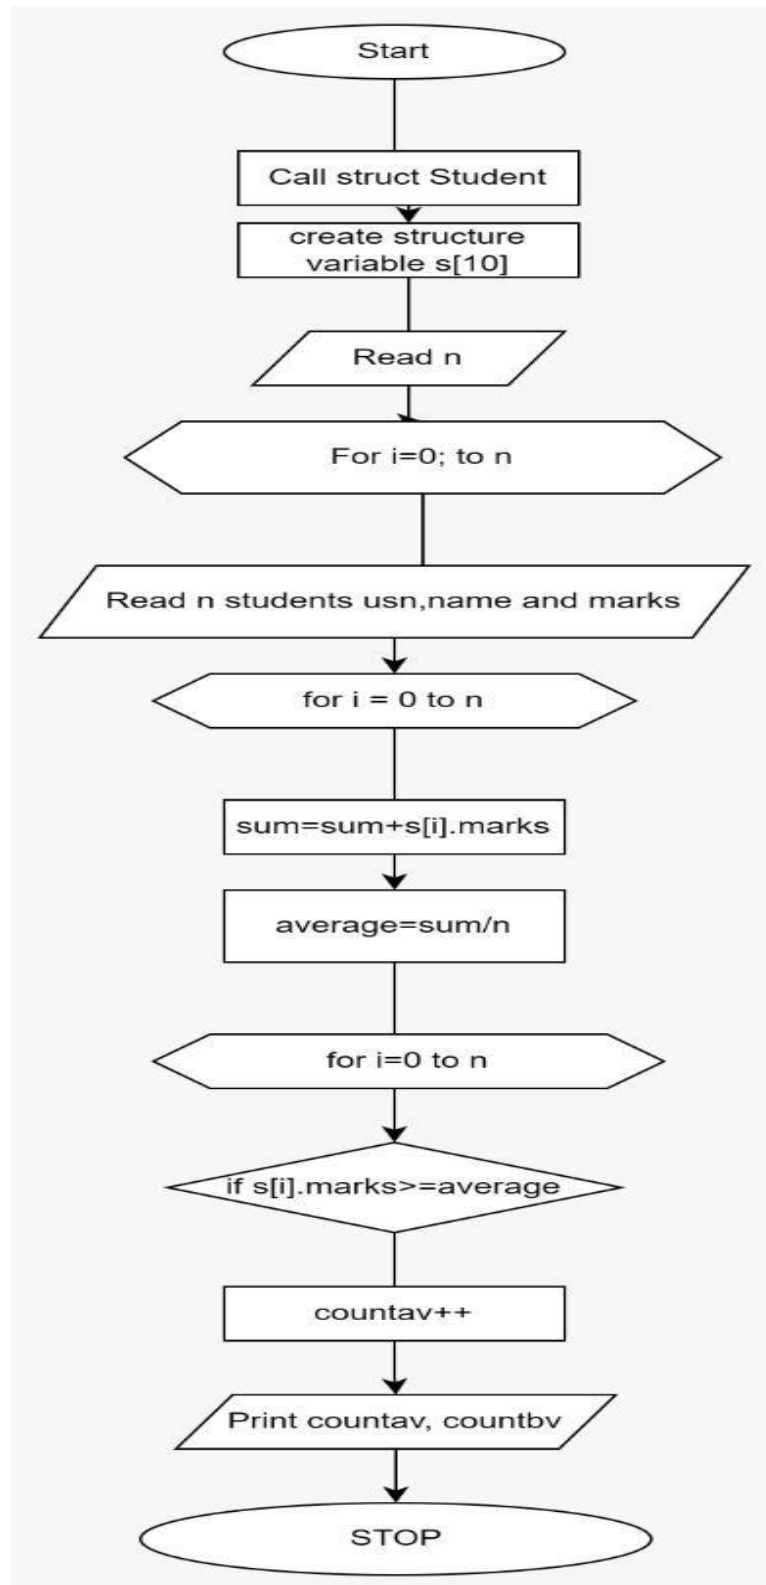 Start
Call struct Student
create structure
variable s[10]
Read n
For i=0; to n
Read n students usn,name and marks
for i = 0 to n
sum=sum+s[i].marks
average=sum/n
for i=0 to n
if s[i].marks>=average
countav++
Print countav, countbv
STOP